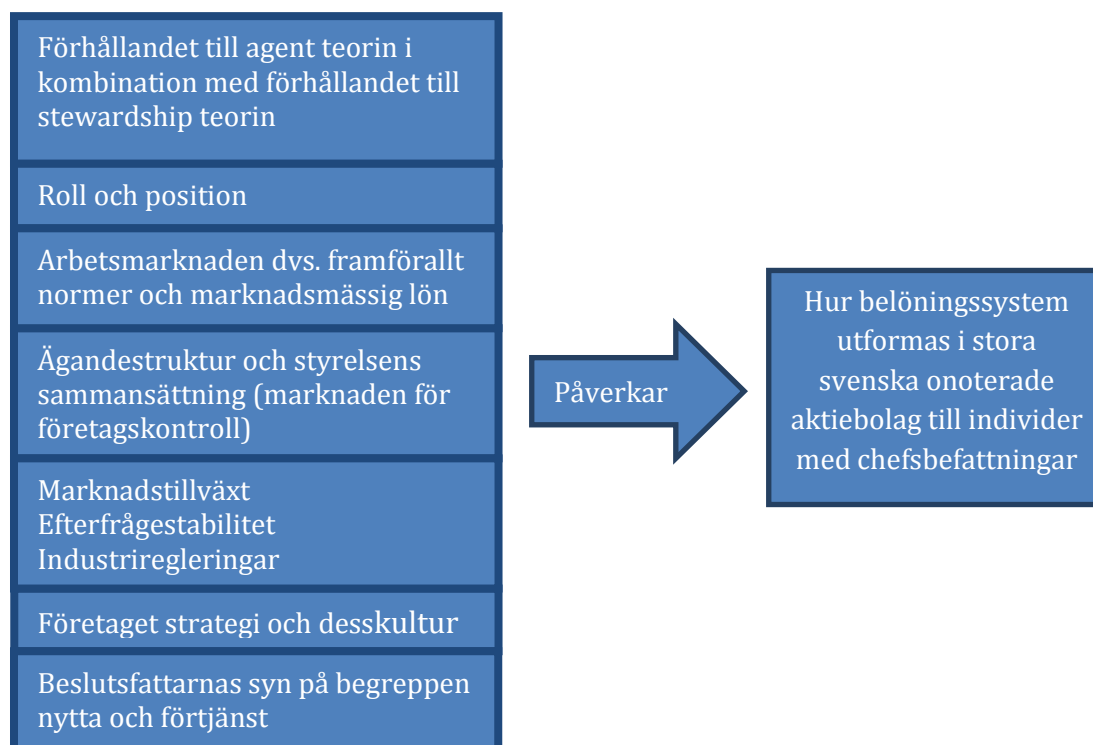 Förhållandet till agent teorin i
kombination med förhållandet till
stewardship teorin
Roll och position
Arbetsmarknaden dvs. framförallt
normer och marknadsmässig lön
Ägandestruktur och styrelsens
sammansättning (marknaden för
företagskontroll)
Marknadstillväxt
Efterfrågestabilitet
Industriregleringar
Företaget strategi och desskultur
Beslutsfattarnas syn på begreppen
nytta och förtjänst
Påverkar
Hur belöningssystem
utformas i stora
svenska onoterade
aktiebolag till individer
med chefsbefattningar